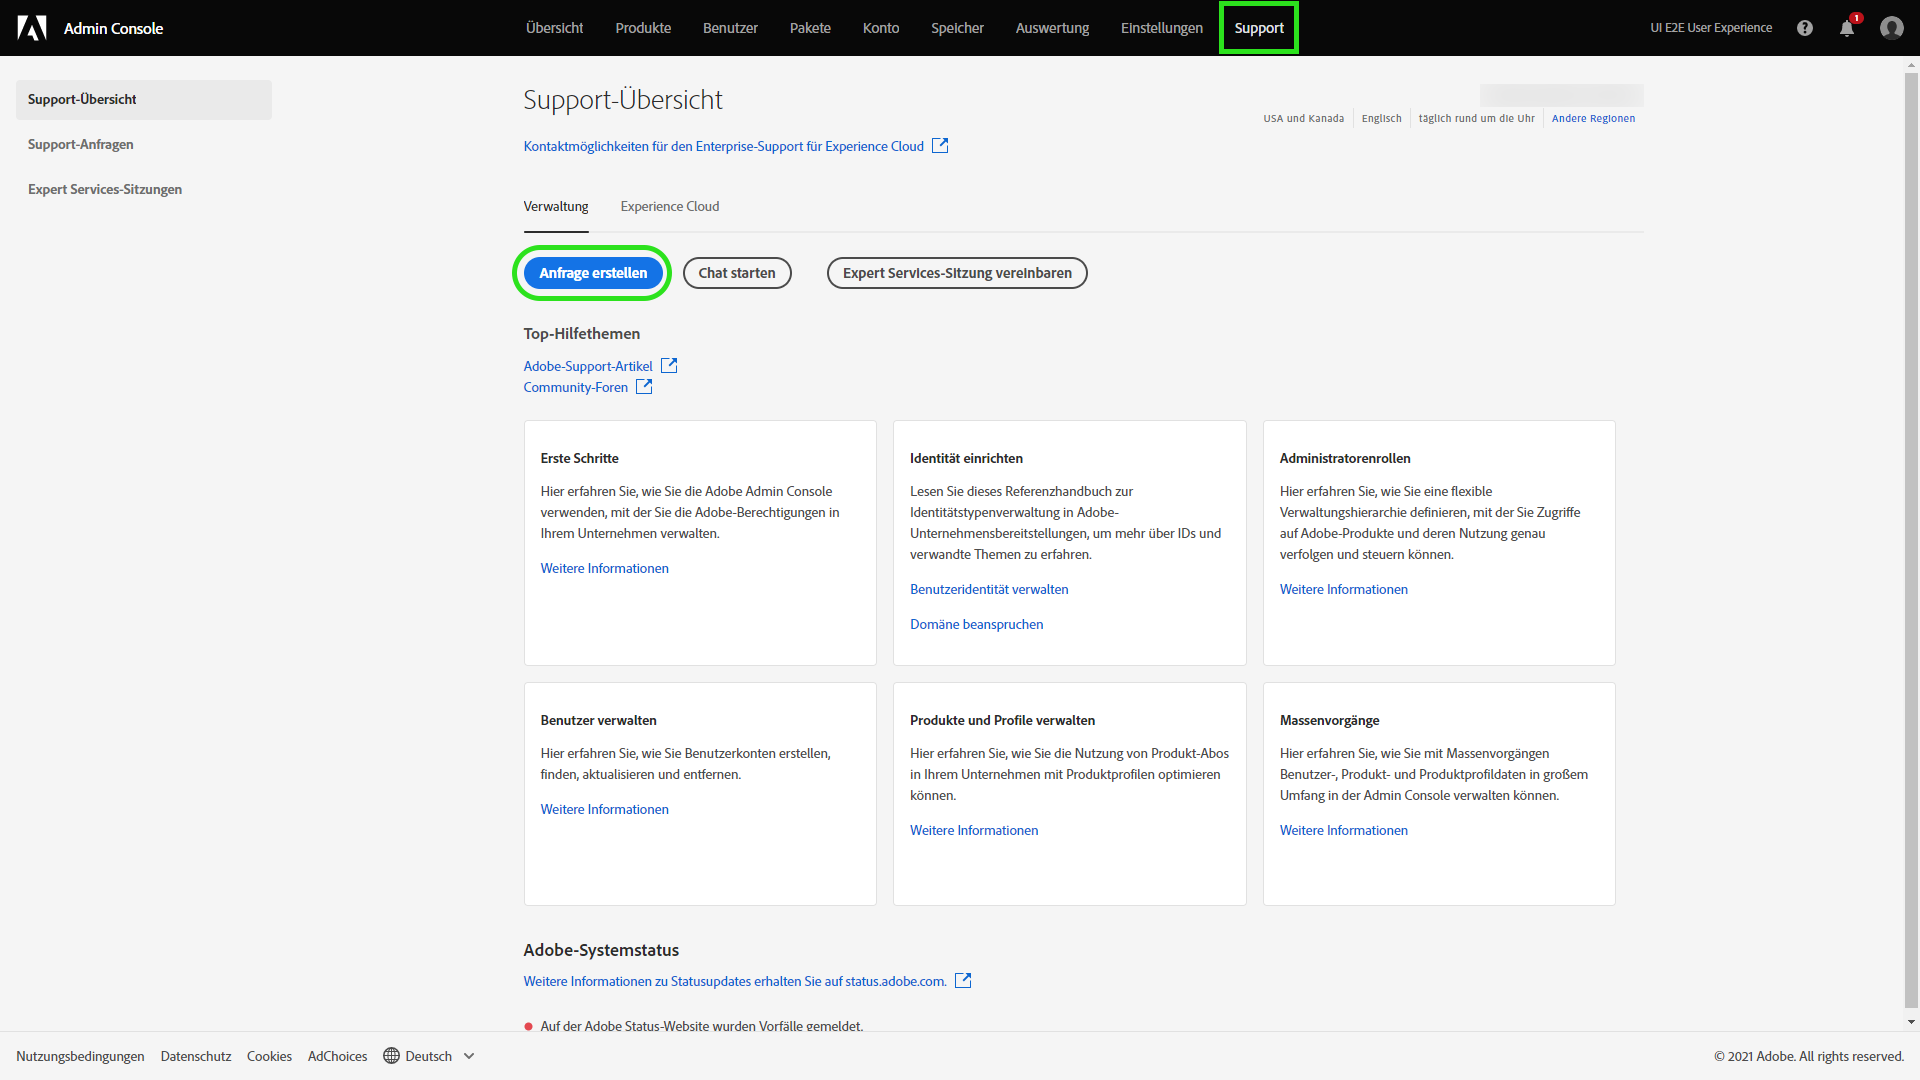 Admin Console
Übersicht
Produkte
Benutzer
Pakete
Konto
Speicher
Auswertung
Einstellungen
Support
UI E2E User Experience
1
Support-Übersicht
Support-Anfragen
Expert Services-Sitzungen
Support-Übersicht
USA und Kanada
Englisch
täglich rund um die Uhr
Andere Regionen
Kontaktmöglichkeiten für den Enterprise-Support für Experience Cloud
Verwaltung
Experience Cloud
Anfrage erstellen
Chat starten
Expert Services-Sitzung vereinbaren
Top-Hilfethemen
Adobe-Support-Artikel
Community-Foren
Erste Schritte
Hier erfahren Sie, wie Sie die Adobe Admin Console
verwenden, mit der Sie die Adobe-Berechtigungen in
Ihrem Unternehmen verwalten.
Weitere Informationen
Identität einrichten
Lesen Sie dieses Referenzhandbuch zur
Identitätstypenverwaltung in Adobe-
Unternehmensbereitstellungen, um mehr über IDs und
verwandte Themen zu erfahren.
Benutzeridentität verwalten
Domäne beanspruchen
Administratorenrollen
Hier erfahren Sie, wie Sie eine flexible
Verwaltungshierarchie definieren, mit der Sie Zugriffe
auf Adobe-Produkte und deren Nutzung genau
verfolgen und steuern können.
Weitere Informationen
Benutzer verwalten
Hier erfahren Sie, wie Sie Benutzerkonten erstellen,
finden, aktualisieren und entfernen.
Weitere Informationen
Produkte und Profile verwalten
Hier erfahren Sie, wie Sie die Nutzung von Produkt-Abos
in Ihrem Unternehmen mit Produktprofilen optimieren
können.
Weitere Informationen
Massenvorgänge
Hier erfahren Sie, wie Sie mit Massenvorgängen
Benutzer-, Produkt- und Produktprofildaten in großem
Umfang in der Admin Console verwalten können.
Weitere Informationen
Adobe-Systemstatus
Weitere Informationen zu Statusupdates erhalten Sie auf status.adobe.com.
Auf der Adobe Status-Website wurden Vorfälle gemeldet.
Nutzungsbedingungen
Datenschutz
Cookies
AdChoices
Deutsch
© 2021 Adobe. All rights reserved.